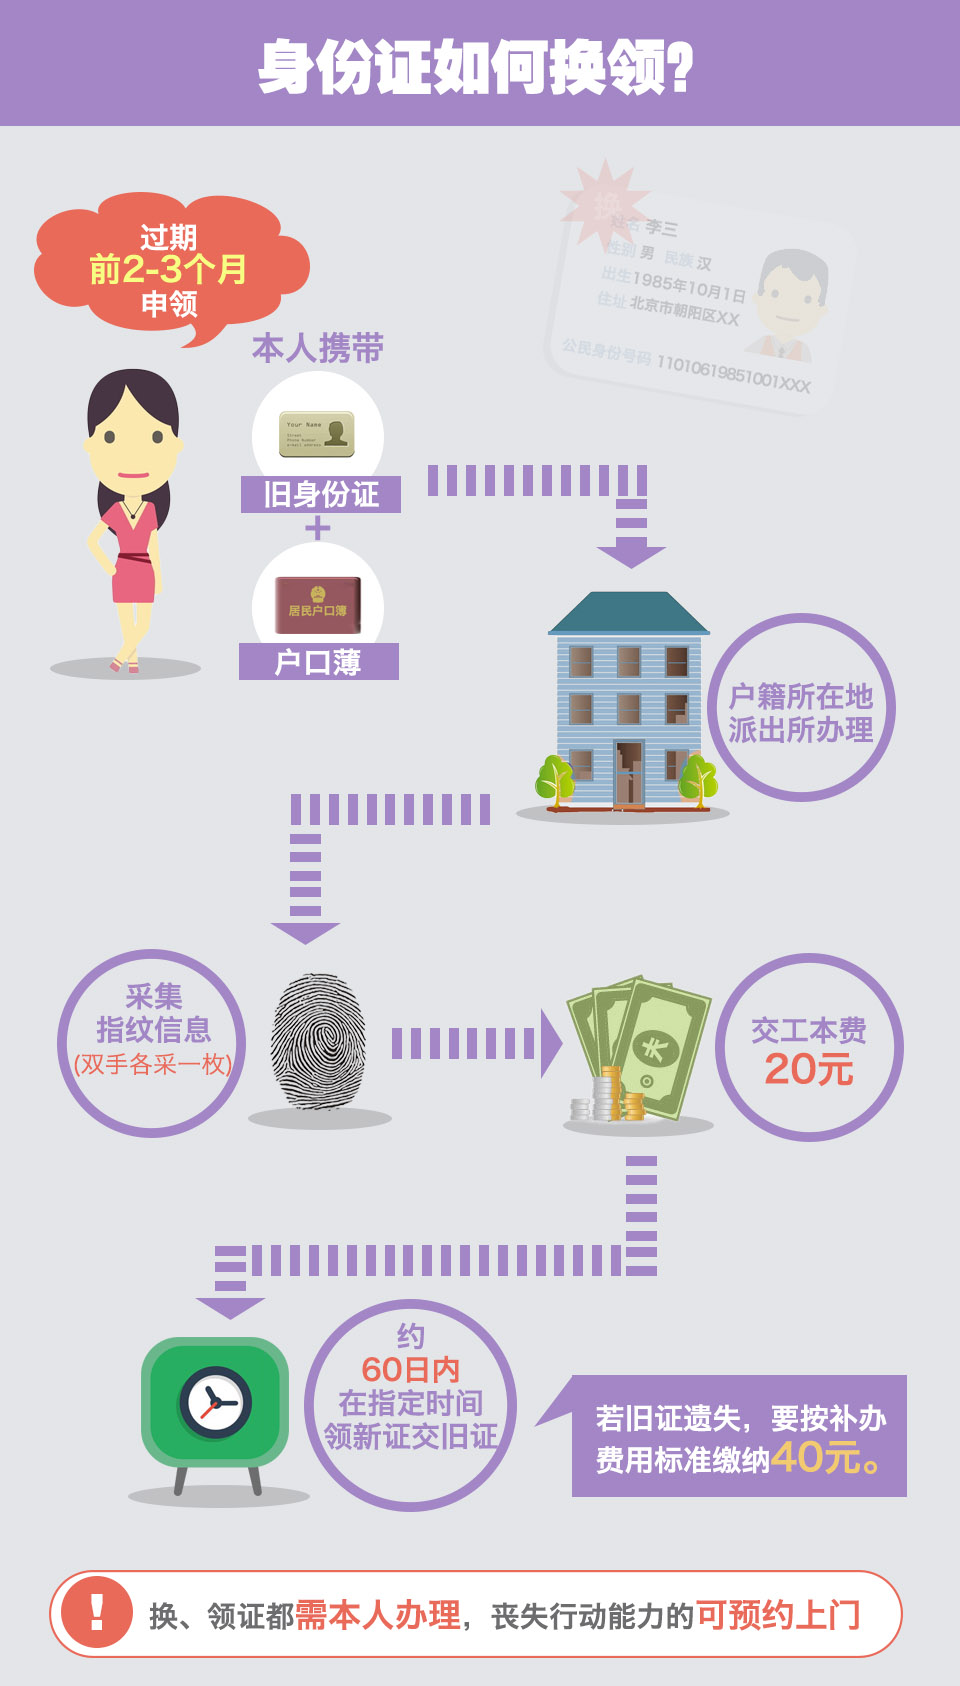 身份证如何换领?
过期
前2-3个月
申领
换
姓名 李三
性别 男 民族 汉
出生 1985年10月1日
住址 北京市朝阳区XX
公民身份号码 11010619851001XXX
本人携带
Your Name
Street
Phone Number
e-mail address
旧身份证
+
居民户口簿
户口薄
户籍所在地
派出所办理
采集
指纹信息
(双手各采一枚)
交工本费
20元
约
60日内
在指定时间
领新证交旧证
若旧证遗失，要按补办
费用标准缴纳40元。
! 换、领证都需本人办理，丧失行动能力的可预约上门